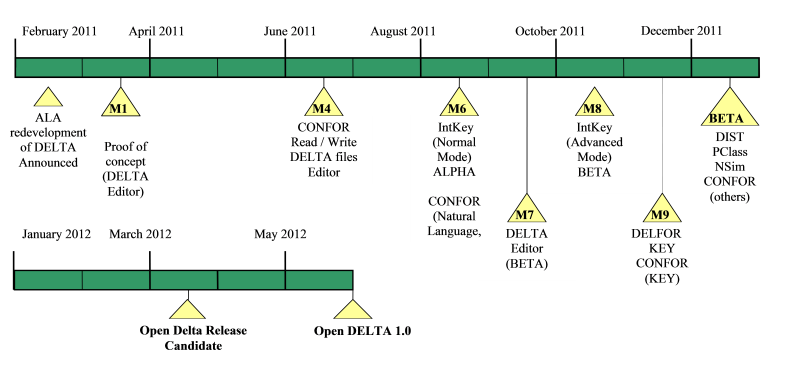 February 2011 April 2011 June 2011 August 2011 October 2011 December 2011
ALA
redevelopment
of DELTA
Announced
M1
Proof of
concept
(DELTA
Editor)
M4
CONFOR
Read / Write
DELTA files
Editor
M6
IntKey
(Normal
Mode)
ALPHA
CONFOR
(Natural
Language,
M7
DELTA
Editor
(BETA)
M8
IntKey
(Advanced
Mode)
BETA
M9
DELFOR
KEY
CONFOR
(KEY)
BETA
DIST
PClass
NSim
CONFOR
(others)
January 2012 March 2012 May 2012
Open Delta Release
Candidate
Open DELTA 1.0